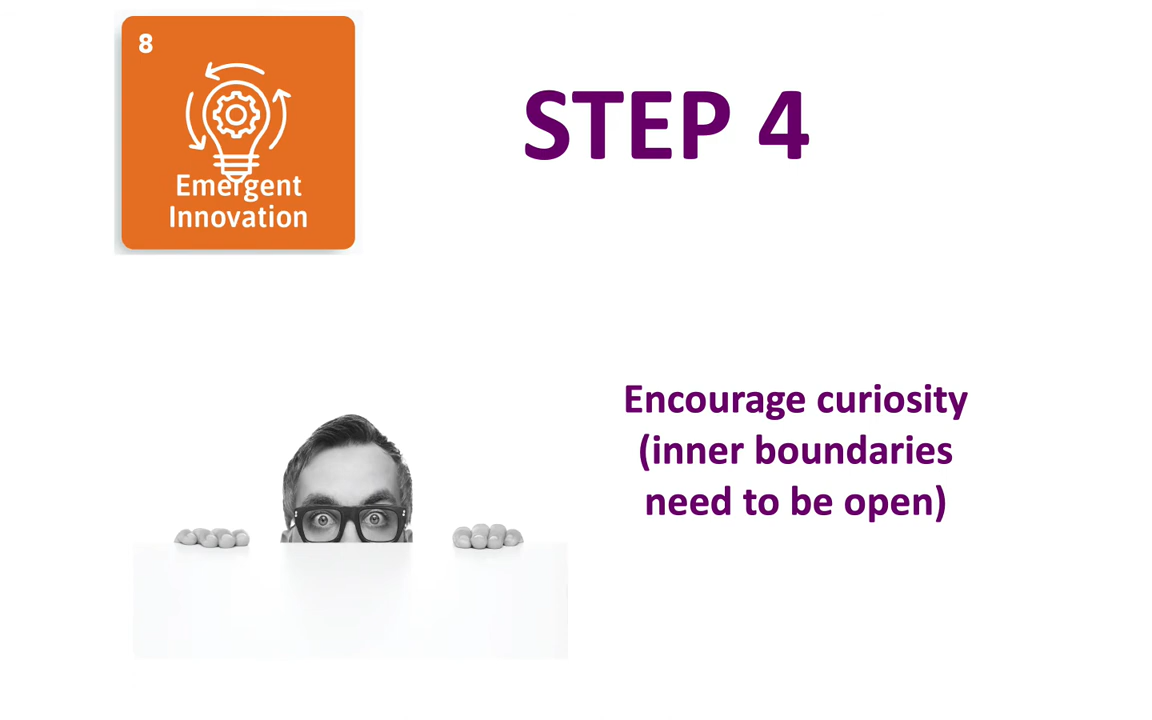 8
Emergent
Innovation
STEP 4
Encourage curiosity
(inner boundaries
need to be open)